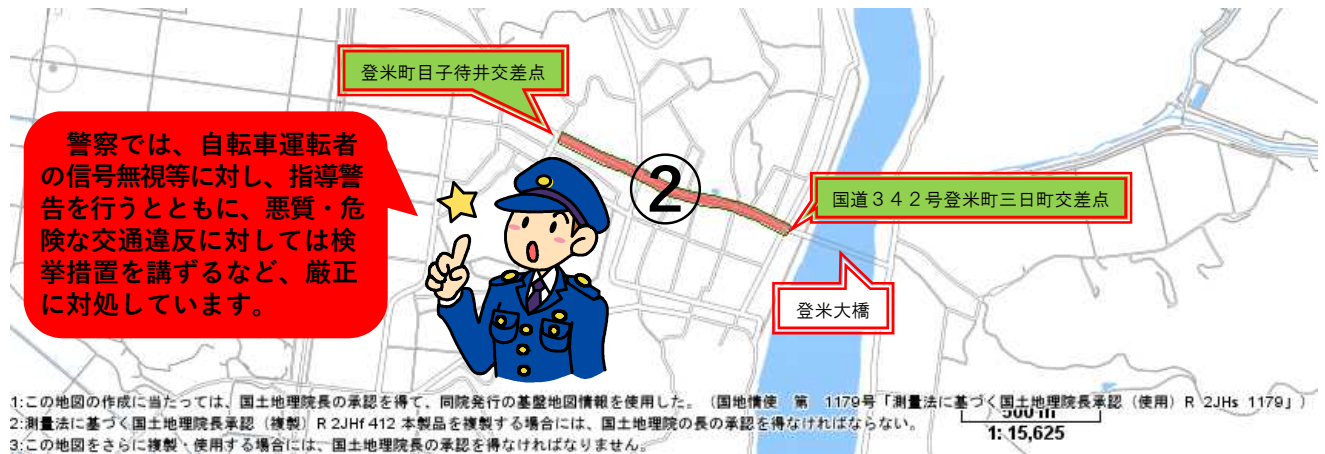 登米町目子待井交差点
警察では、自転車運転者
の信号無視等に対し、指導警
告を行うとともに、悪質・危
険な交通違反に対しては検
挙措置を講ずるなど、厳正
に対処しています。
②
国道３４２号登米町三日町交差点
登米大橋
1:この地図の作成に当たっては、国土地理院長の承認を得て、同院発行の基盤地図情報を使用した。（国地情使　第　1179号「測量法に基づく国土地理院長承認（使用）R 2JHs 1179」）
2:測量法に基づく国土地理院長承認（複製）R 2JHf 412 本製品を複製する場合には、国土地理院の長の承認を得なければならない。
3:この地図をさらに複製・使用する場合には、国土地理院長の承認を得なければなりません。
500 m
1: 15,625